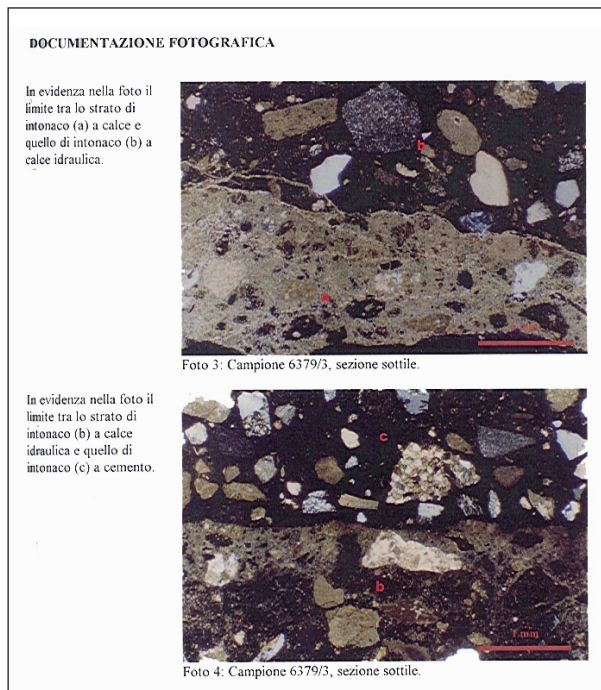 DOCUMENTAZIONE FOTOGRAFICA
In evidenza nella foto il
limite tra lo strato di
intonaco (a) a calce e
quello di intonaco (b) a
calce idraulica.
b
a
1 mm
Foto 3: Campione 6379/3, sezione sottile.
In evidenza nella foto il
limite tra lo strato di
intonaco (b) a calce
idraulica e quello di
intonaco (c) a cemento.
c
b
1 mm
Foto 4: Campione 6379/3, sezione sottile.